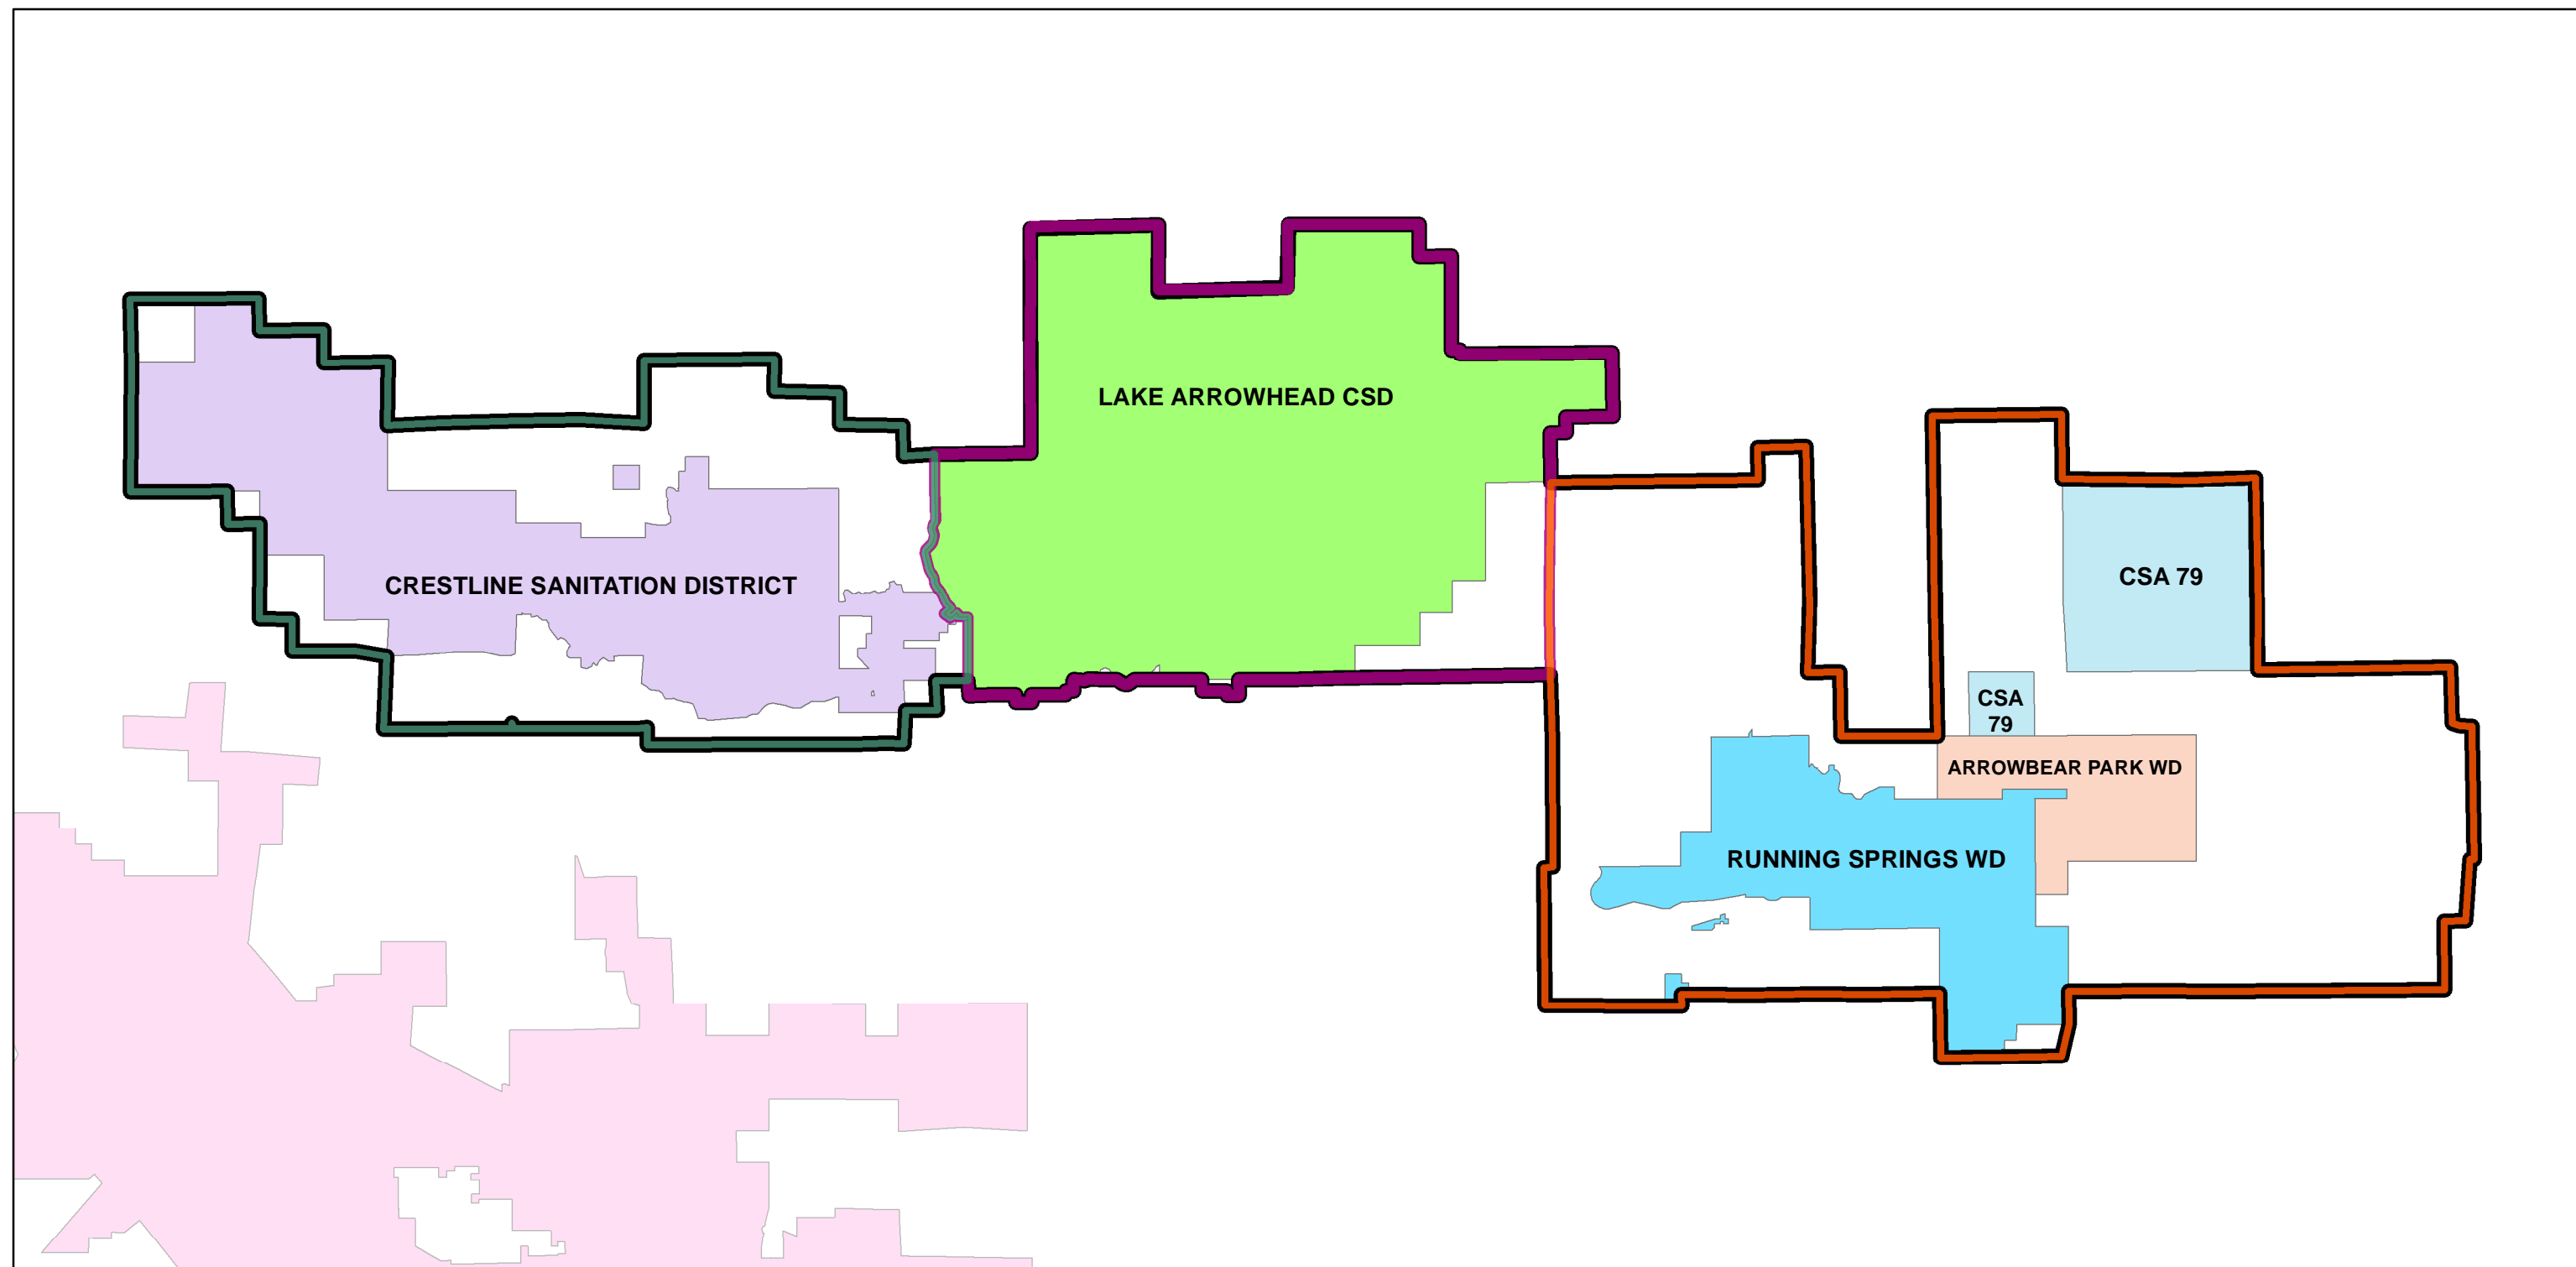 LAKE ARROWHEAD CSD
CRESTLINE SANITATION DISTRICT
CSA 79
CSA
79
ARROWBEAR PARK WD
RUNNING SPRINGS WD